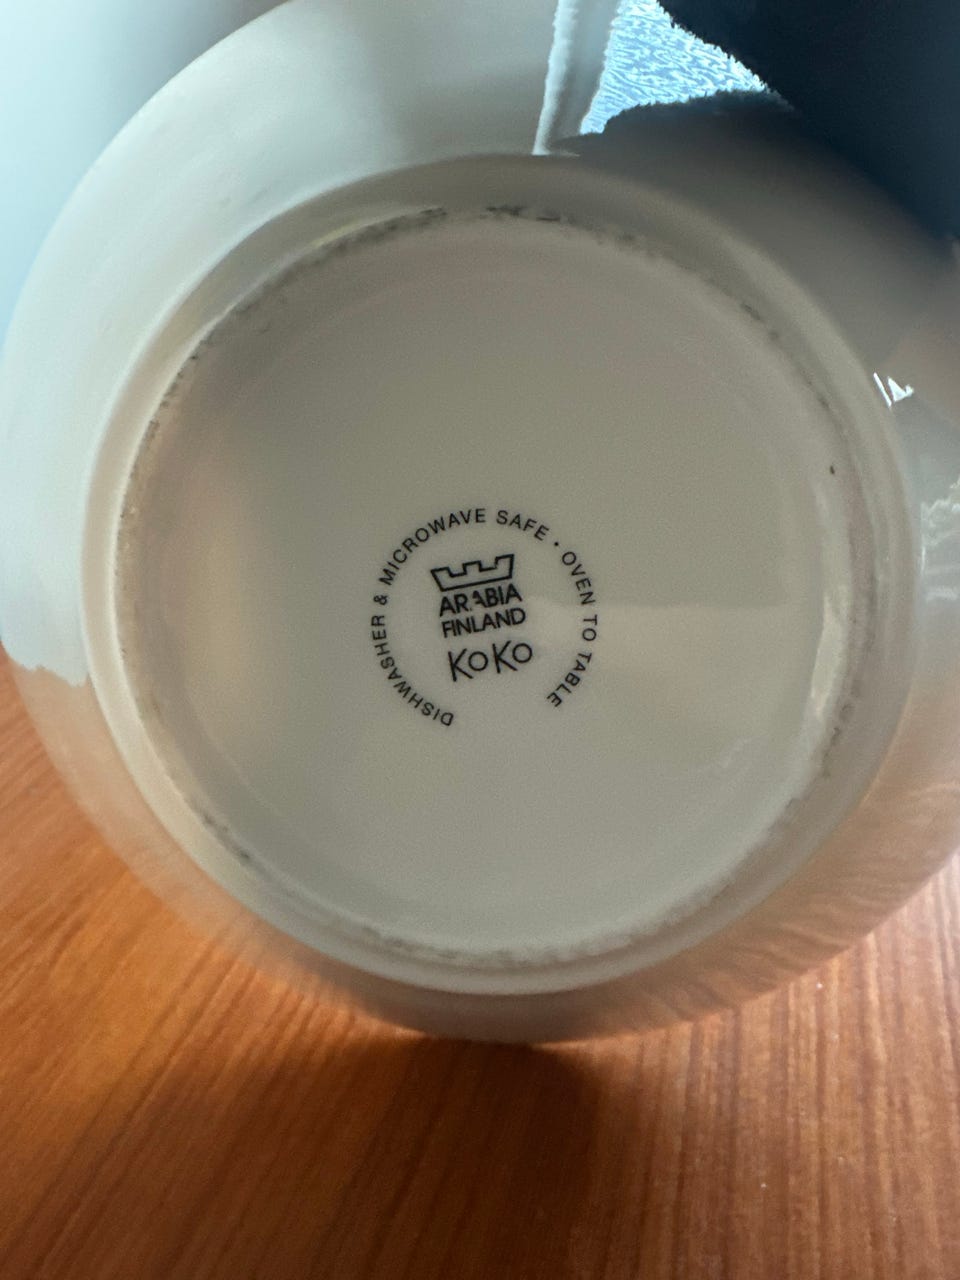 DISHWASHER & MICROWAVE SAFE · OVEN TO TABLE
ARABIA
FINLAND
KOKO